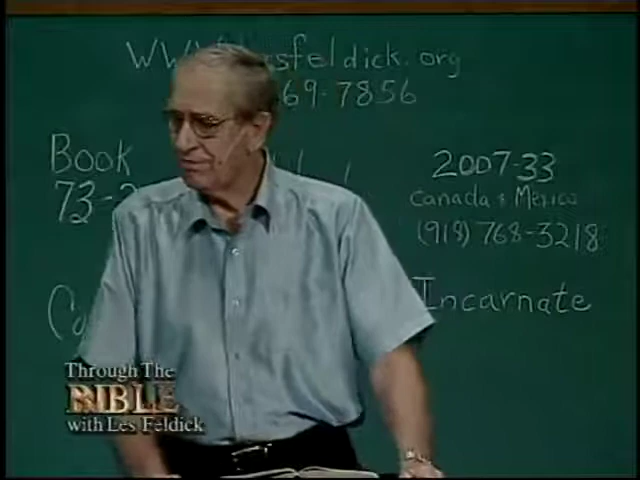 feldick.org
69-7856
Book
73-
2007-33
Canada & Mexico
(918) 768-3218
Incarnate
Through The
BIBLE
with Les Feldick